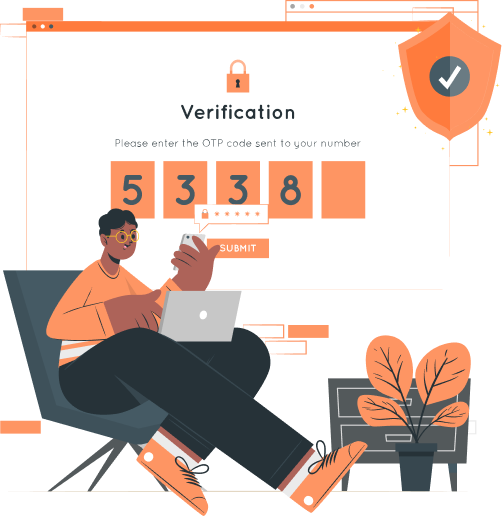 Verification
Please enter the OTP code sent to your number
5 3 3 8
* * * * *
SUBMIT